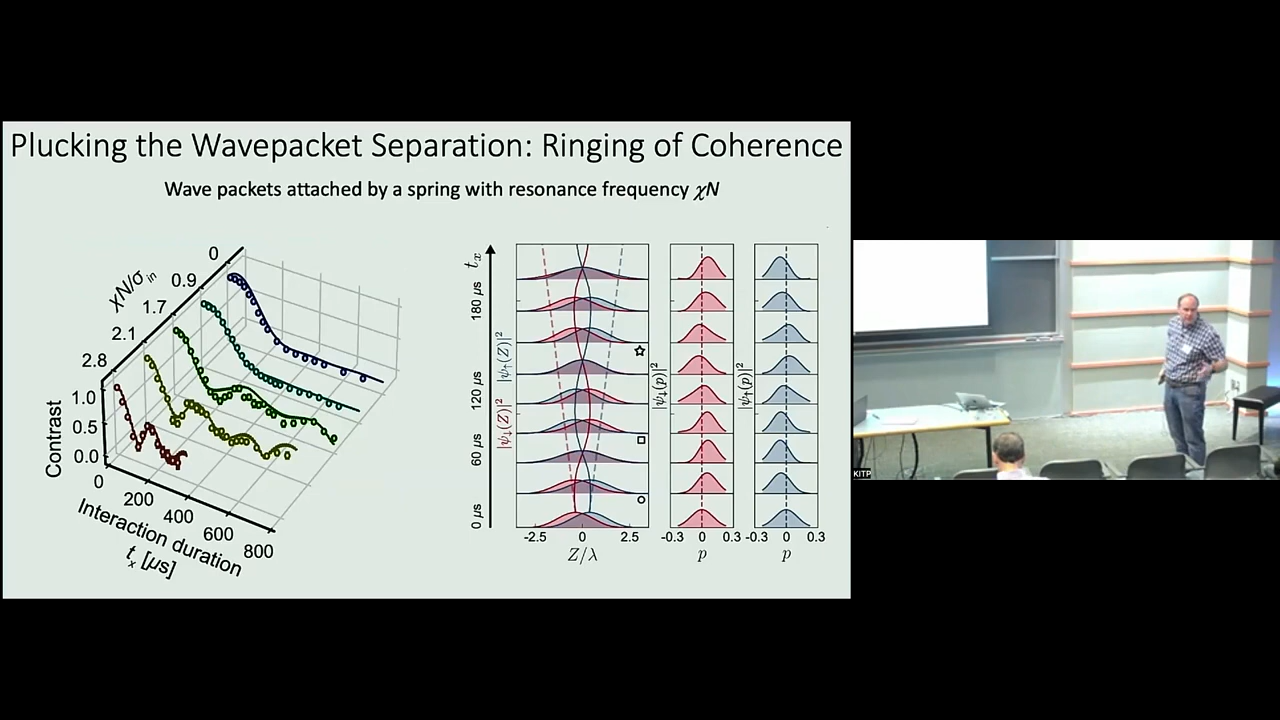 Plucking the Wavepacket Separation: Ringing of Coherence
Wave packets attached by a spring with resonance frequency χN
χN/σ_in
0
0.9
1.7
2.1
2.8
1.0
0.5
0.0
Contrast
0
200
400
600
800
Interaction duration
t_x [μs]
t_x
180 μs
120 μs
60 μs
0 μs
|ψ↓(Z)|² |ψ↑(Z)|²
-2.5 0 2.5
Z/λ
|ψ↓(p)|²
-0.3 0 0.3
p
|ψ↑(p)|²
-0.3 0 0.3
p
KITP